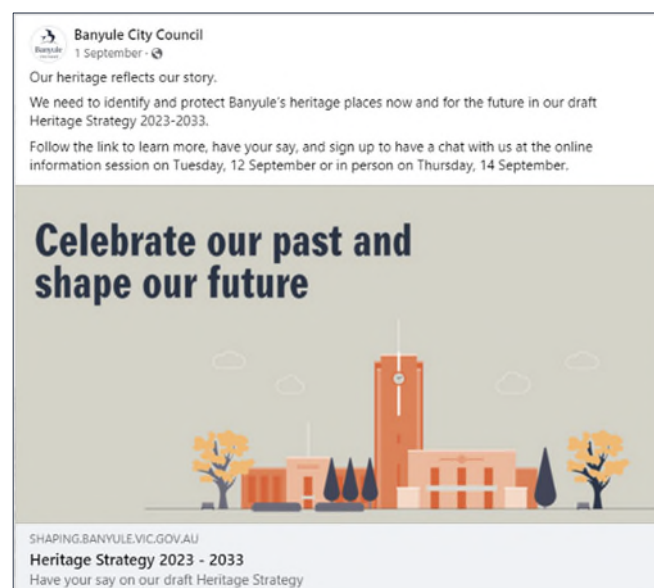 Banyule City Council
Banyule
1 September ·
Our heritage reflects our story.
We need to identify and protect Banyule's heritage places now and for the future in our draft
Heritage Strategy 2023-2033.
Follow the link to learn more, have your say, and sign up to have a chat with us at the online
information session on Tuesday, 12 September or in person on Thursday, 14 September.
Celebrate our past and
shape our future
SHAPING.BANYULE.VIC.GOV.AU
Heritage Strategy 2023 - 2033
Have your say on our draft Heritage Strategy